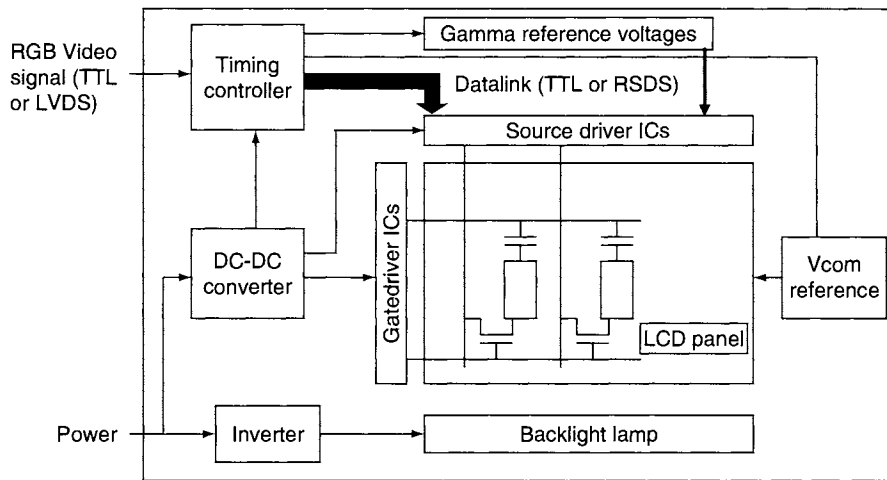 RGB Video
signal (TTL
or LVDS)
Timing
controller
Gamma reference voltages
Datalink (TTL or RSDS)
Source driver ICs
DC-DC
converter
Gatedriver ICs
LCD panel
Vcom
reference
Power
Inverter
Backlight lamp